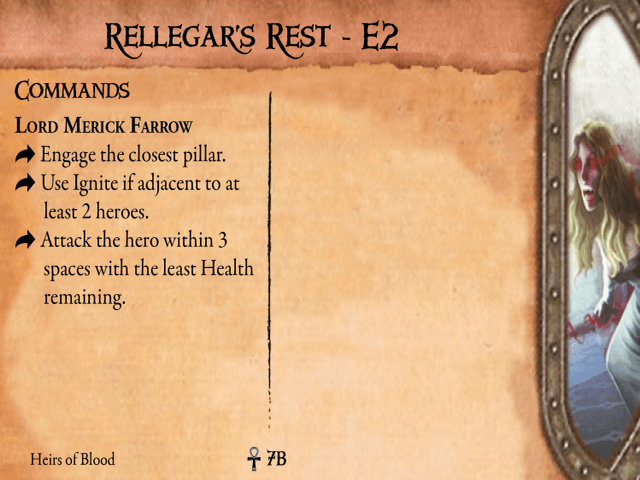 Rellegar's Rest - E2
Commands
Lord Merick Farrow
Engage the closest pillar.
Use Ignite if adjacent to at
least 2 heroes.
Attack the hero within 3
spaces with the least Health
remaining.
Heirs of Blood
7B